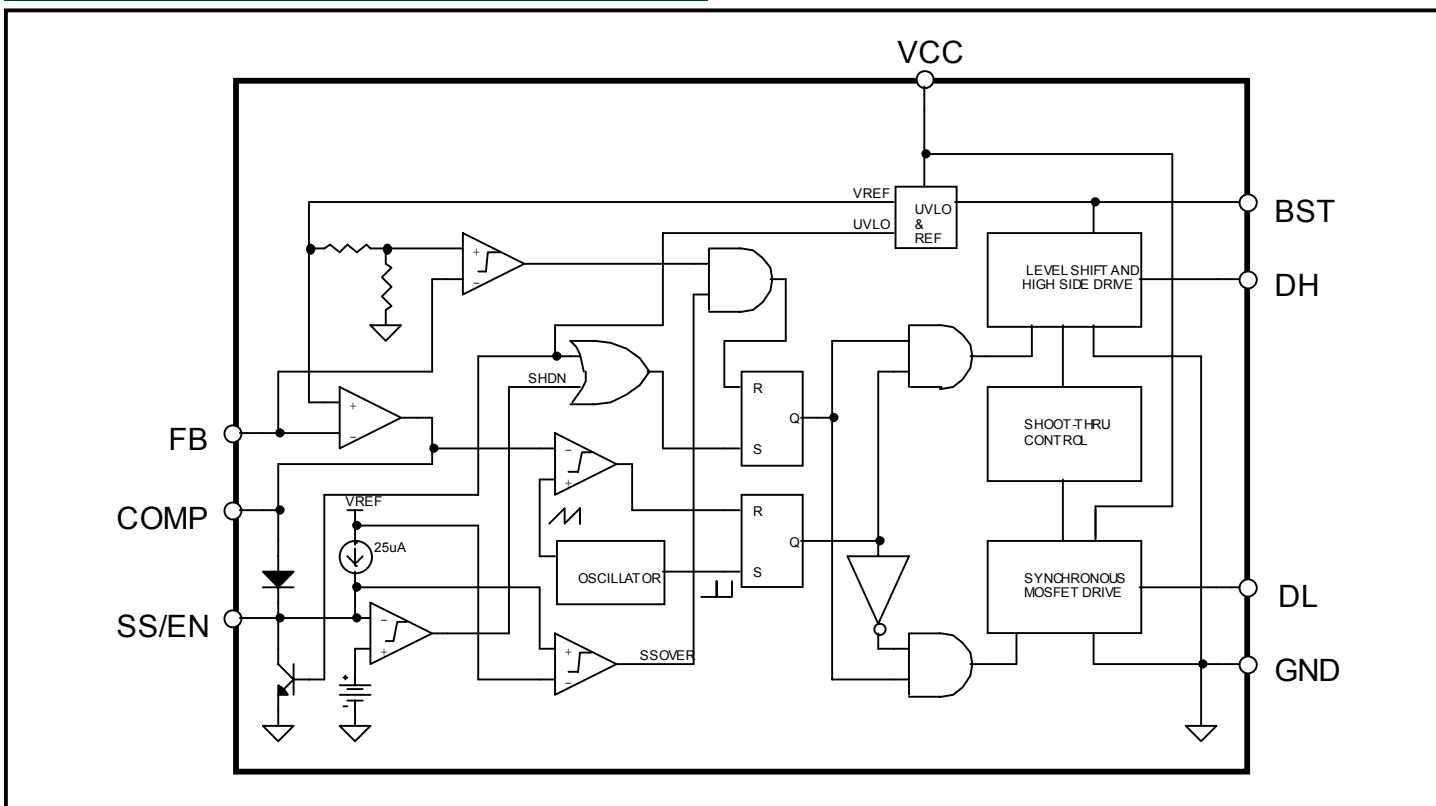 VCC
VREF
UVLO
UVLO
&
REF
BST
LEVEL SHIFT AND
HIGH SIDE DRIVE
DH
SHDN
R
Q
S
SHOOT-THRU
CONTROL
FB
+
-
+
-
-
+
COMP
VREF
25uA
R
Q
S
OSCILLATOR
SYNCHRONOUS
MOSFET DRIVE
DL
SS/EN
-
+
+
-
SSOVER
+
-
GND